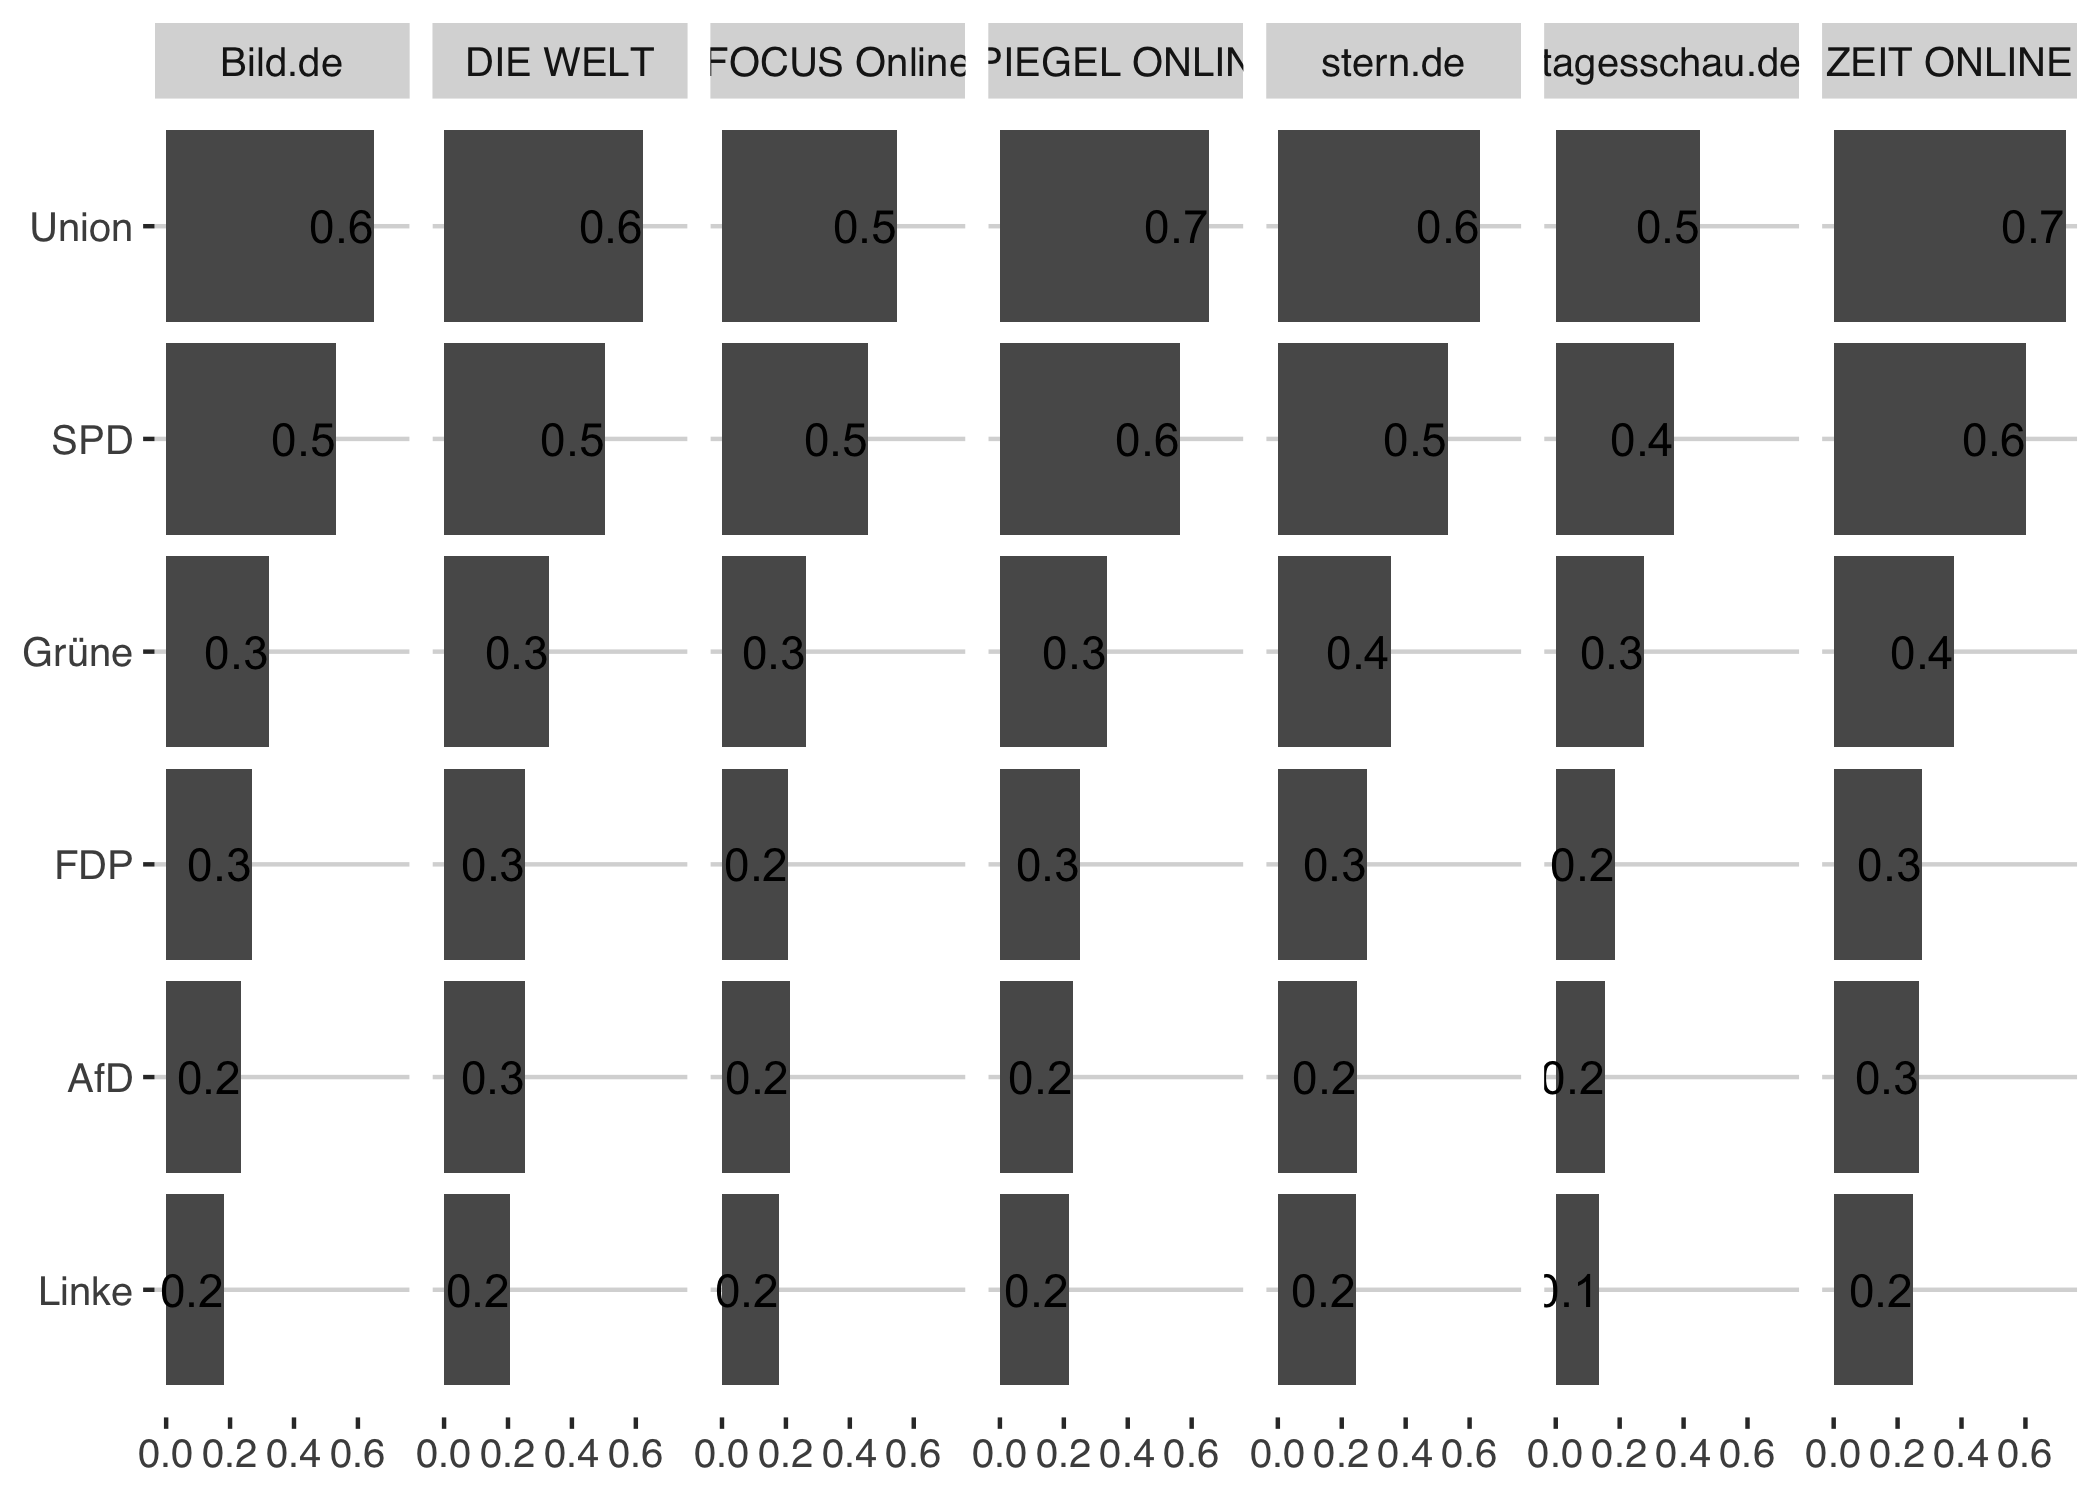 Bild.de DIE WELT FOCUS Online PIEGEL ONLIN stern.de tagesschau.de ZEIT ONLINE
Union 0.6 0.6 0.5 0.7 0.6 0.5 0.7
SPD 0.5 0.5 0.5 0.6 0.5 0.4 0.6
Grüne 0.3 0.3 0.3 0.3 0.4 0.3 0.4
FDP 0.3 0.3 0.2 0.3 0.3 0.2 0.3
AfD 0.2 0.3 0.2 0.2 0.2 0.2 0.3
Linke 0.2 0.2 0.2 0.2 0.2 0.1 0.2
0.0 0.2 0.4 0.6 0.0 0.2 0.4 0.6 0.0 0.2 0.4 0.6 0.0 0.2 0.4 0.6 0.0 0.2 0.4 0.6 0.0 0.2 0.4 0.6 0.0 0.2 0.4 0.6